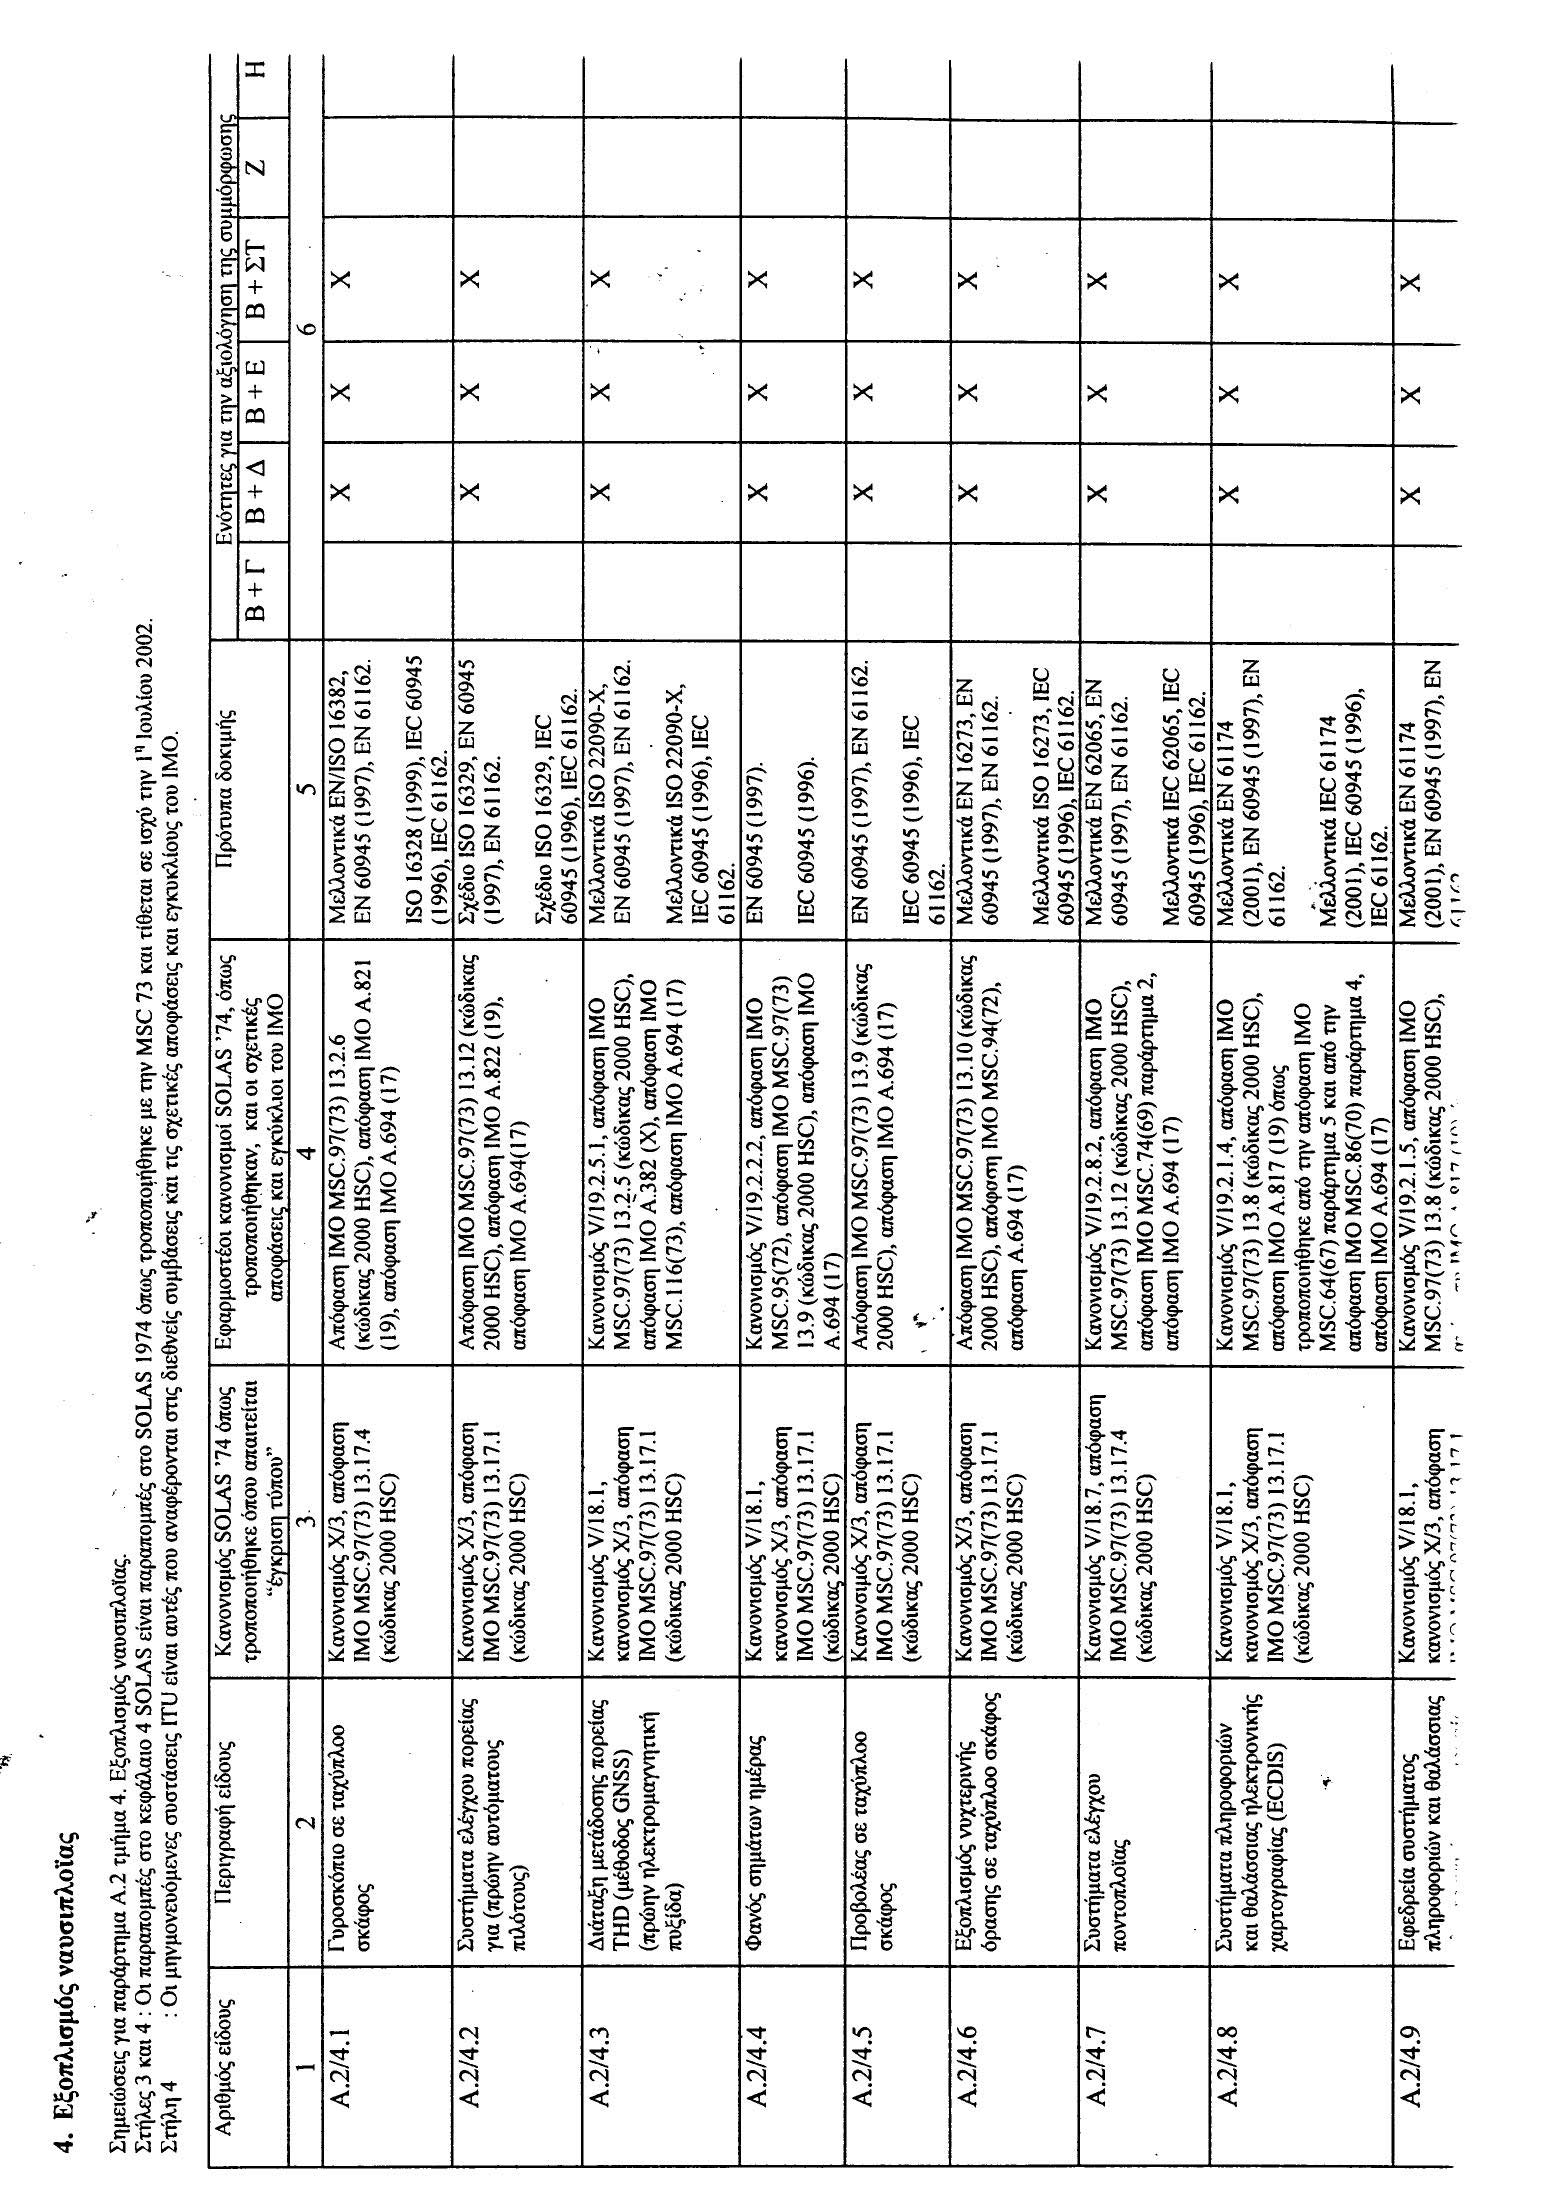 4. Εξοπλισμός ναυσιπλοΐας
Σημειώσεις για παράρτημα Α.2 τμήμα 4. Εξοπλισμός ναυσιπλοΐας.
Στήλες 3 και 4 : Οι παραπομπές στο κεφάλαιο 4 SOLAS είναι παραπομπές στο SOLAS 1974 όπως τροποποιήθηκε με την MSC 73 και τίθεται σε ισχύ την 1η Ιουλίου 2002.
Στήλη 4 : Οι μνημονευόμενες συστάσεις ITU είναι αυτές που αναφέρονται στις διεθνείς συμβάσεις και τις σχετικές αποφάσεις και εγκυκλίους του ΙΜΟ.
Αριθμός είδους
Περιγραφή είδους
Κανονισμός SOLAS '74 όπως
τροποποιήθηκε όπου απαιτείται
“έγκριση τύπου”
Εφαρμοστέοι κανονισμοί SOLAS '74, όπως
τροποποιήθηκαν, και οι σχετικές
αποφάσεις και εγκύκλιοι του ΙΜΟ
Πρότυπα δοκιμής
Ενότητες για την αξιολόγηση της συμμόρφωσης
Β + Γ Β + Δ Β + Ε Β + ΣΤ Ζ Η
1 2 3 4 5 6
Α.2/4.1
Γυροσκόπιο σε ταχύπλοο
σκάφος
Κανονισμός Χ/3, απόφαση
ΙΜΟ MSC.97(73) 13.17.4
(κώδικας 2000 HSC)
Απόφαση ΙΜΟ MSC.97(73) 13.2.6
(κώδικας 2000 HSC), απόφαση ΙΜΟ Α.821
(19), απόφαση ΙΜΟ Α.694 (17)
Μελλοντικά EN/ISO 16382,
EN 60945 (1997), EN 61162.
ISO 16328 (1999), IEC 60945
(1996), IEC 61162.
Χ Χ Χ
Α.2/4.2
Συστήματα ελέγχου πορείας
για (πρώην αυτόματους
πιλότους)
Κανονισμός Χ/3, απόφαση
ΙΜΟ MSC.97(73) 13.17.1
(κώδικας 2000 HSC)
Απόφαση ΙΜΟ MSC.97(73) 13.12 (κώδικας
2000 HSC), απόφαση ΙΜΟ Α.822 (19),
απόφαση ΙΜΟ Α.694(17)
Σχέδιο ISO 16329, EN 60945
(1997), EN 61162.
Σχέδιο ISO 16329, IEC
60945 (1996), IEC 61162.
Χ Χ Χ
Α.2/4.3
Διάταξη μετάδοσης πορείας
THD (μέθοδος GNSS)
(πρώην ηλεκτρομαγνητική
πυξίδα)
Κανονισμός V/18.1,
κανονισμός Χ/3, απόφαση
ΙΜΟ MSC.97(73) 13.17.1
(κώδικας 2000 HSC)
Κανονισμός V/19.2.5.1, απόφαση ΙΜΟ
MSC.97(73) 13.2.5 (κώδικας 2000 HSC),
απόφαση ΙΜΟ Α.382 (Χ), απόφαση ΙΜΟ
MSC.116(73), απόφαση ΙΜΟ Α.694 (17)
Μελλοντικά ISO 22090-X,
EN 60945 (1997), EN 61162.
Μελλοντικά ISO 22090-X,
IEC 60945 (1996), IEC
61162.
Χ Χ Χ
Α.2/4.4
Φανός σημάτων ημέρας
Κανονισμός V/18.1,
κανονισμός Χ/3, απόφαση
ΙΜΟ MSC.97(73) 13.17.1
(κώδικας 2000 HSC)
Κανονισμός V/19.2.2.2, απόφαση ΙΜΟ
MSC.95(72), απόφαση ΙΜΟ MSC.97(73)
13.9 (κώδικας 2000 HSC), απόφαση ΙΜΟ
Α.694 (17)
EN 60945 (1997).
IEC 60945 (1996).
Χ Χ Χ
Α.2/4.5
Προβολέας σε ταχύπλοο
σκάφος
Κανονισμός Χ/3, απόφαση
ΙΜΟ MSC.97(73) 13.17.1
(κώδικας 2000 HSC)
Απόφαση ΙΜΟ MSC.97(73) 13.9 (κώδικας
2000 HSC), απόφαση ΙΜΟ Α.694 (17)
EN 60945 (1997), EN 61162.
IEC 60945 (1996), IEC
61162.
Χ Χ Χ
Α.2/4.6
Εξοπλισμός νυχτερινής
όρασης σε ταχύπλοο σκάφος
Κανονισμός Χ/3, απόφαση
ΙΜΟ MSC.97(73) 13.17.1
(κώδικας 2000 HSC)
Απόφαση ΙΜΟ MSC.97(73) 13.10 (κώδικας
2000 HSC), απόφαση ΙΜΟ MSC.94(72),
απόφαση Α.694 (17)
Μελλοντικά EN 16273, EN
60945 (1997), EN 61162.
Μελλοντικά ISO 16273, IEC
60945 (1996), IEC 61162.
Χ Χ Χ
Α.2/4.7
Συστήματα ελέγχου
ποντοπλοΐας
Κανονισμός V/18.7, απόφαση
ΙΜΟ MSC.97(73) 13.17.4
(κώδικας 2000 HSC)
Κανονισμός V/19.2.8.2, απόφαση ΙΜΟ
MSC.97(73) 13.12 (κώδικας 2000 HSC),
απόφαση ΙΜΟ MSC.74(69) παράρτημα 2,
απόφαση ΙΜΟ Α.694 (17)
Μελλοντικά EN 62065, EN
60945 (1997), EN 61162.
Μελλοντικά IEC 62065, IEC
60945 (1996), IEC 61162.
Χ Χ Χ
Α.2/4.8
Συστήματα πληροφοριών
και θαλάσσιας ηλεκτρονικής
χαρτογραφίας (ECDIS)
Κανονισμός V/18.1,
κανονισμός Χ/3, απόφαση
ΙΜΟ MSC.97(73) 13.17.1
(κώδικας 2000 HSC)
Κανονισμός V/19.2.1.4, απόφαση ΙΜΟ
MSC.97(73) 13.8 (κώδικας 2000 HSC),
απόφαση ΙΜΟ Α.817 (19) όπως
τροποποιήθηκε από την απόφαση ΙΜΟ
MSC.64(67) παράρτημα 5 και από την
απόφαση ΙΜΟ MSC.86(70) παράρτημα 4,
απόφαση ΙΜΟ Α.694 (17)
Μελλοντικά EN 61174
(2001), EN 60945 (1997), EN
61162.
Μελλοντικά IEC 61174
(2001), IEC 60945 (1996),
IEC 61162.
Χ Χ Χ
Α.2/4.9
Εφεδρεία συστήματος
πληροφοριών και θαλάσσιας
Κανονισμός V/18.1,
κανονισμός Χ/3, απόφαση
Κανονισμός V/19.2.1.5, απόφαση ΙΜΟ
MSC.97(73) 13.8 (κώδικας 2000 HSC),
Μελλοντικά EN 61174
(2001), EN 60945 (1997), EN
Χ Χ Χ